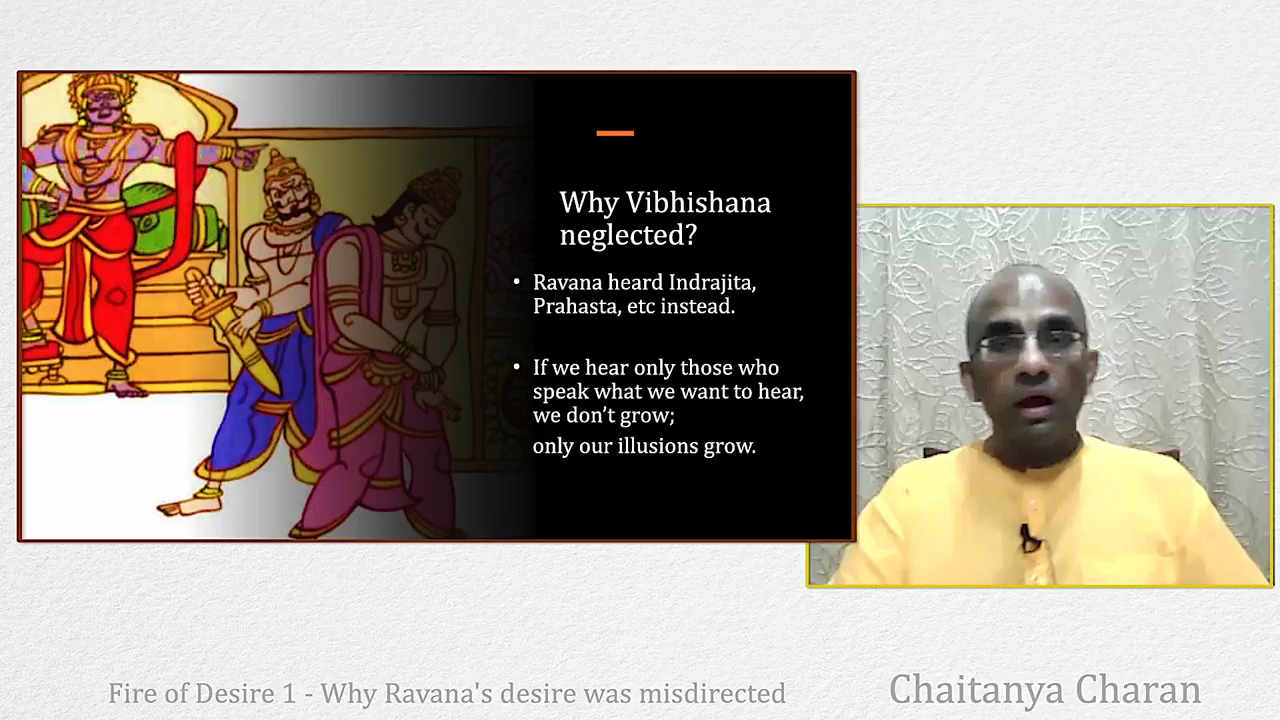 Why Vibhishana
neglected?
• Ravana heard Indrajita,
Prahasta, etc instead.
• If we hear only those who
speak what we want to hear,
we don’t grow;
only our illusions grow.
Fire of Desire 1 - Why Ravana's desire was misdirected
Chaitanya Charan